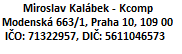 Miroslav Kalábek - Kcomp
Modenská 663/1, Praha 10, 109 00
IČO: 71322957, DIČ: 5611046573